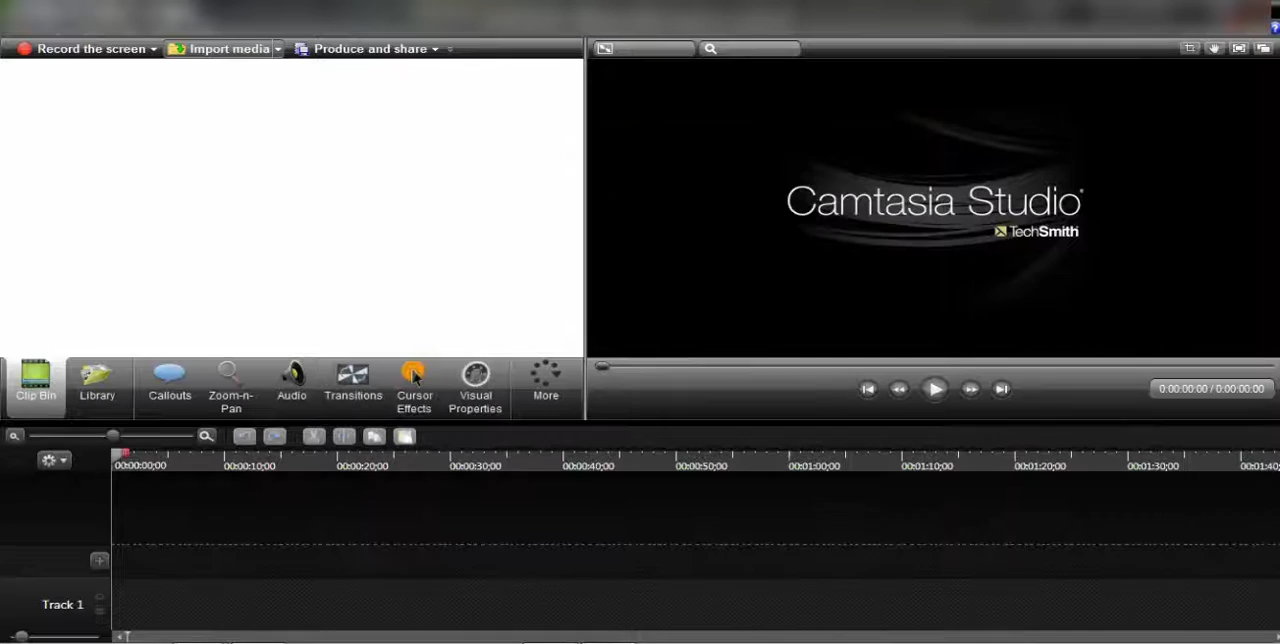 Record the screen
Import media
Produce and share
Camtasia Studio®
TechSmith
Clip Bin
Library
Callouts
Zoom-n-
Pan
Audio
Transitions
Cursor
Effects
Visual
Properties
More
0:00:00:00 / 0:00:00:00
00:00:00;00
00:00:10;00
00:00:20;00
00:00:30;00
00:00:40;00
00:00:50;00
00:01:00;00
00:01:10;00
00:01:20;00
00:01:30;00
00:01:40;
Track 1